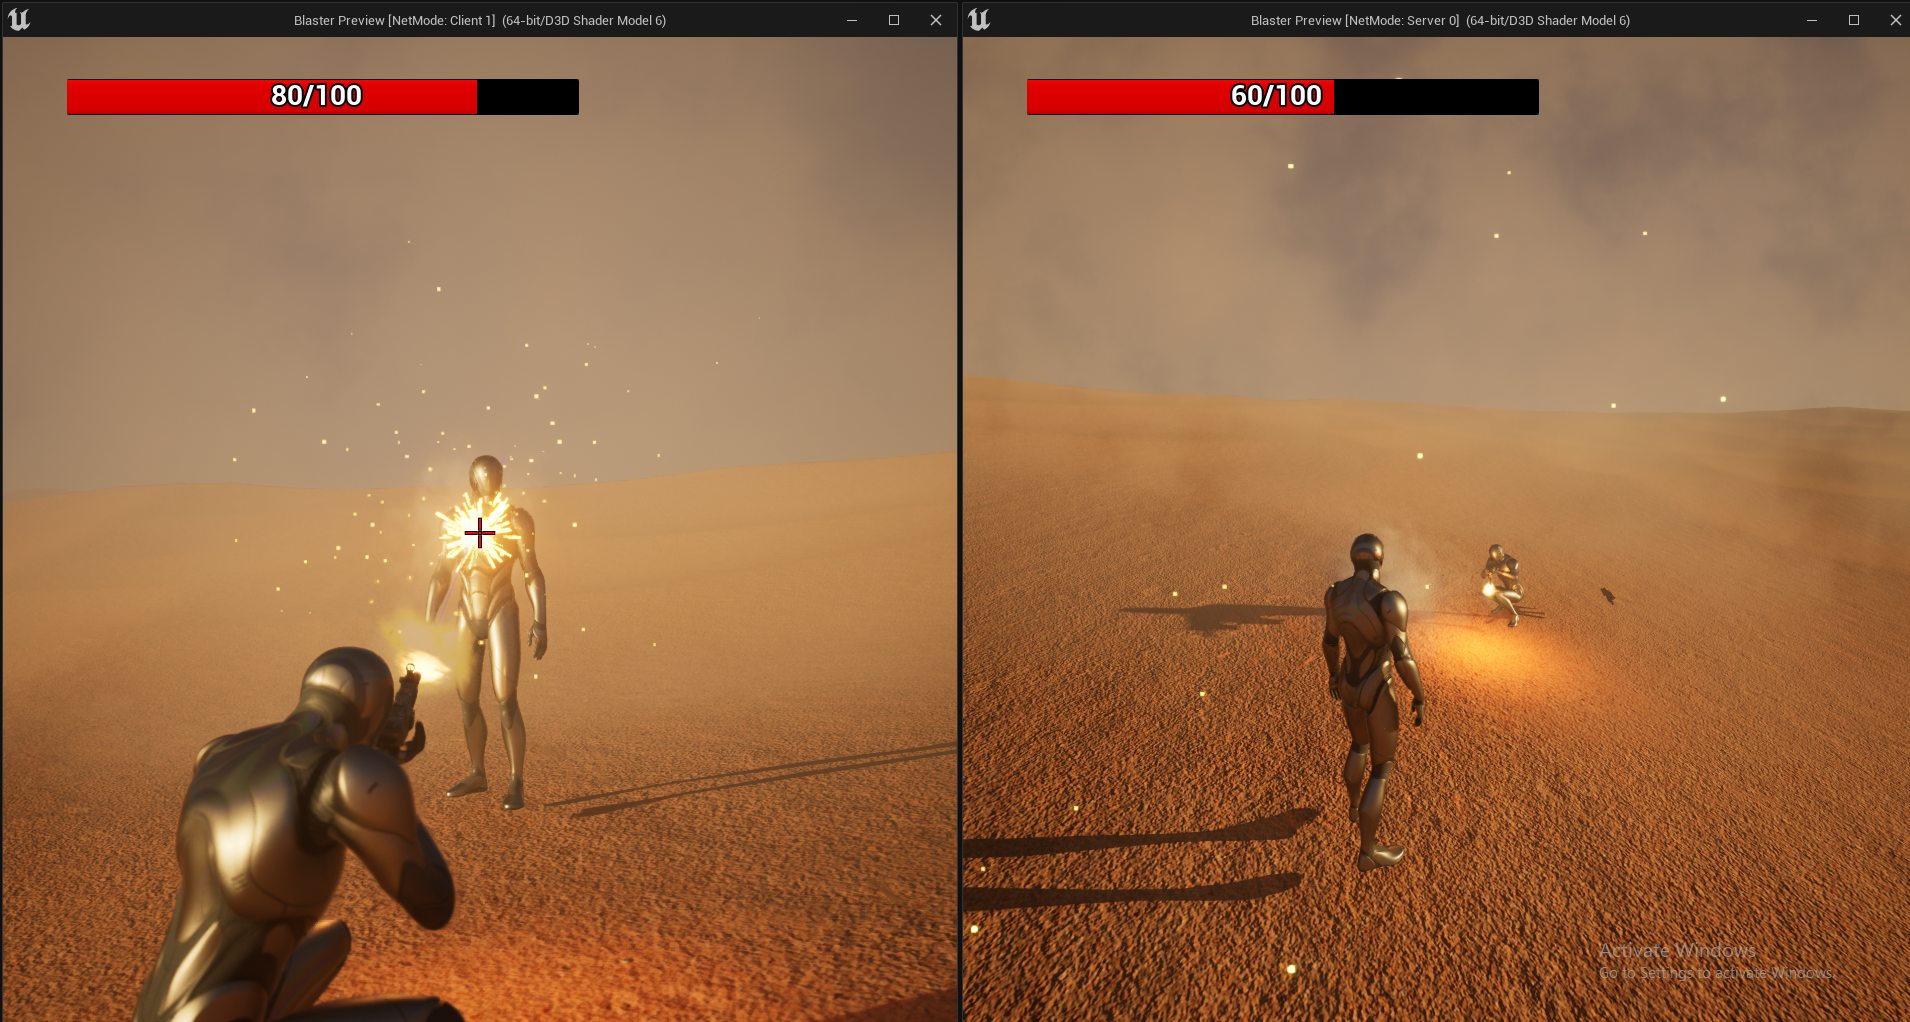 Blaster Preview [NetMode: Client 1]  (64-bit/D3D Shader Model 6)
80/100
Blaster Preview [NetMode: Server 0]  (64-bit/D3D Shader Model 6)
60/100
Activate Windows
Go to Settings to activate Windows.